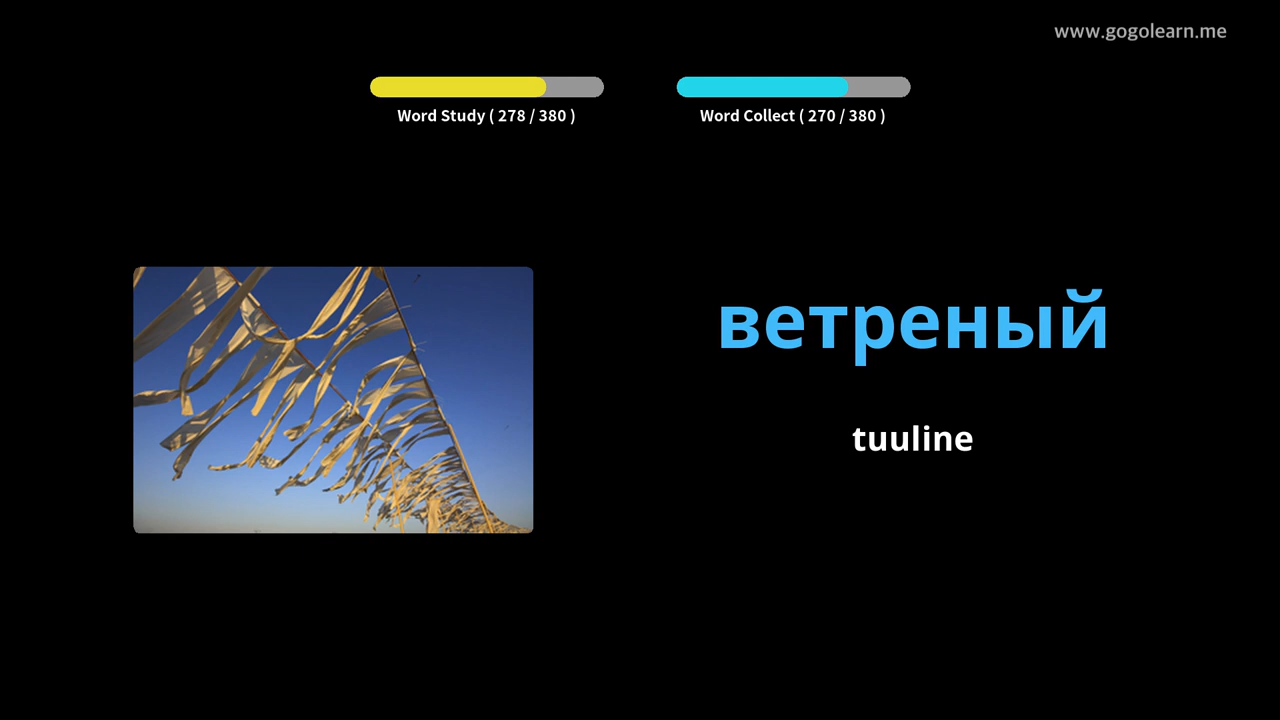 www.gogolearn.me
Word Study ( 278 / 380 )
Word Collect ( 270 / 380 )
ветреный
tuuline